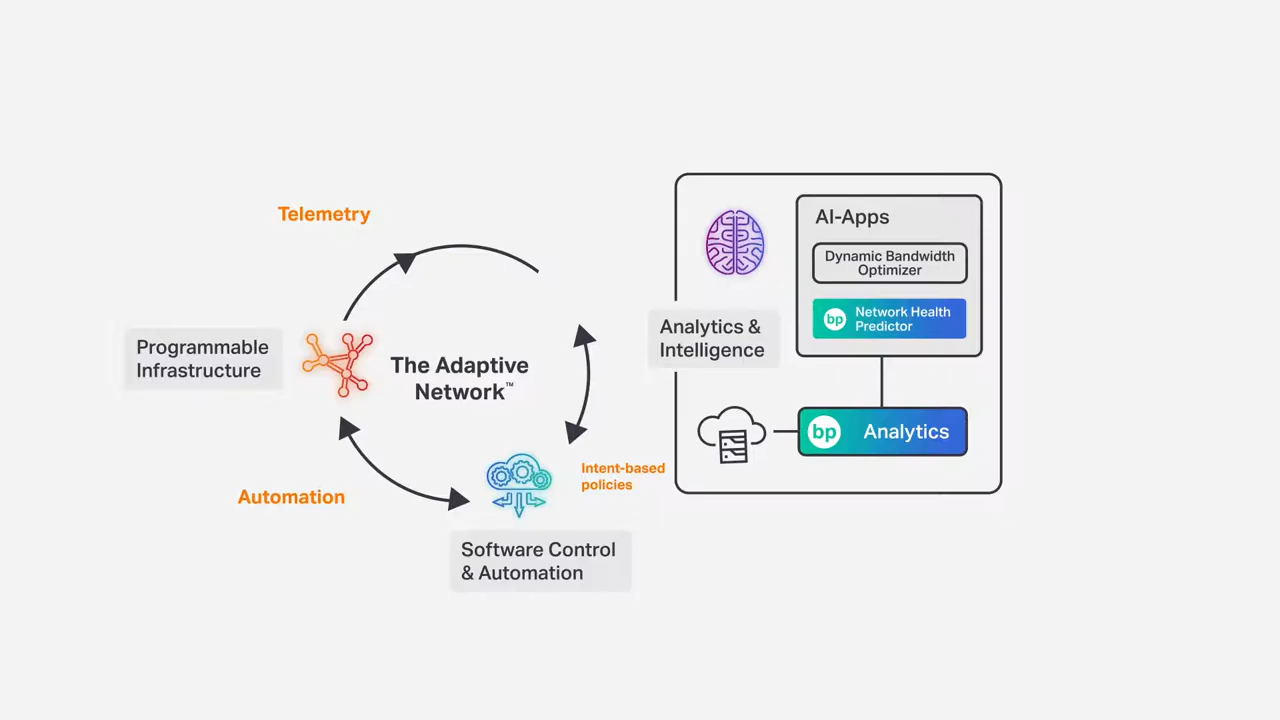 Telemetry
Programmable
Infrastructure
The Adaptive
Network™
Automation
Intent-based
policies
Software Control
& Automation
Analytics &
Intelligence
AI-Apps
Dynamic Bandwidth
Optimizer
bp Network Health
Predictor
bp Analytics